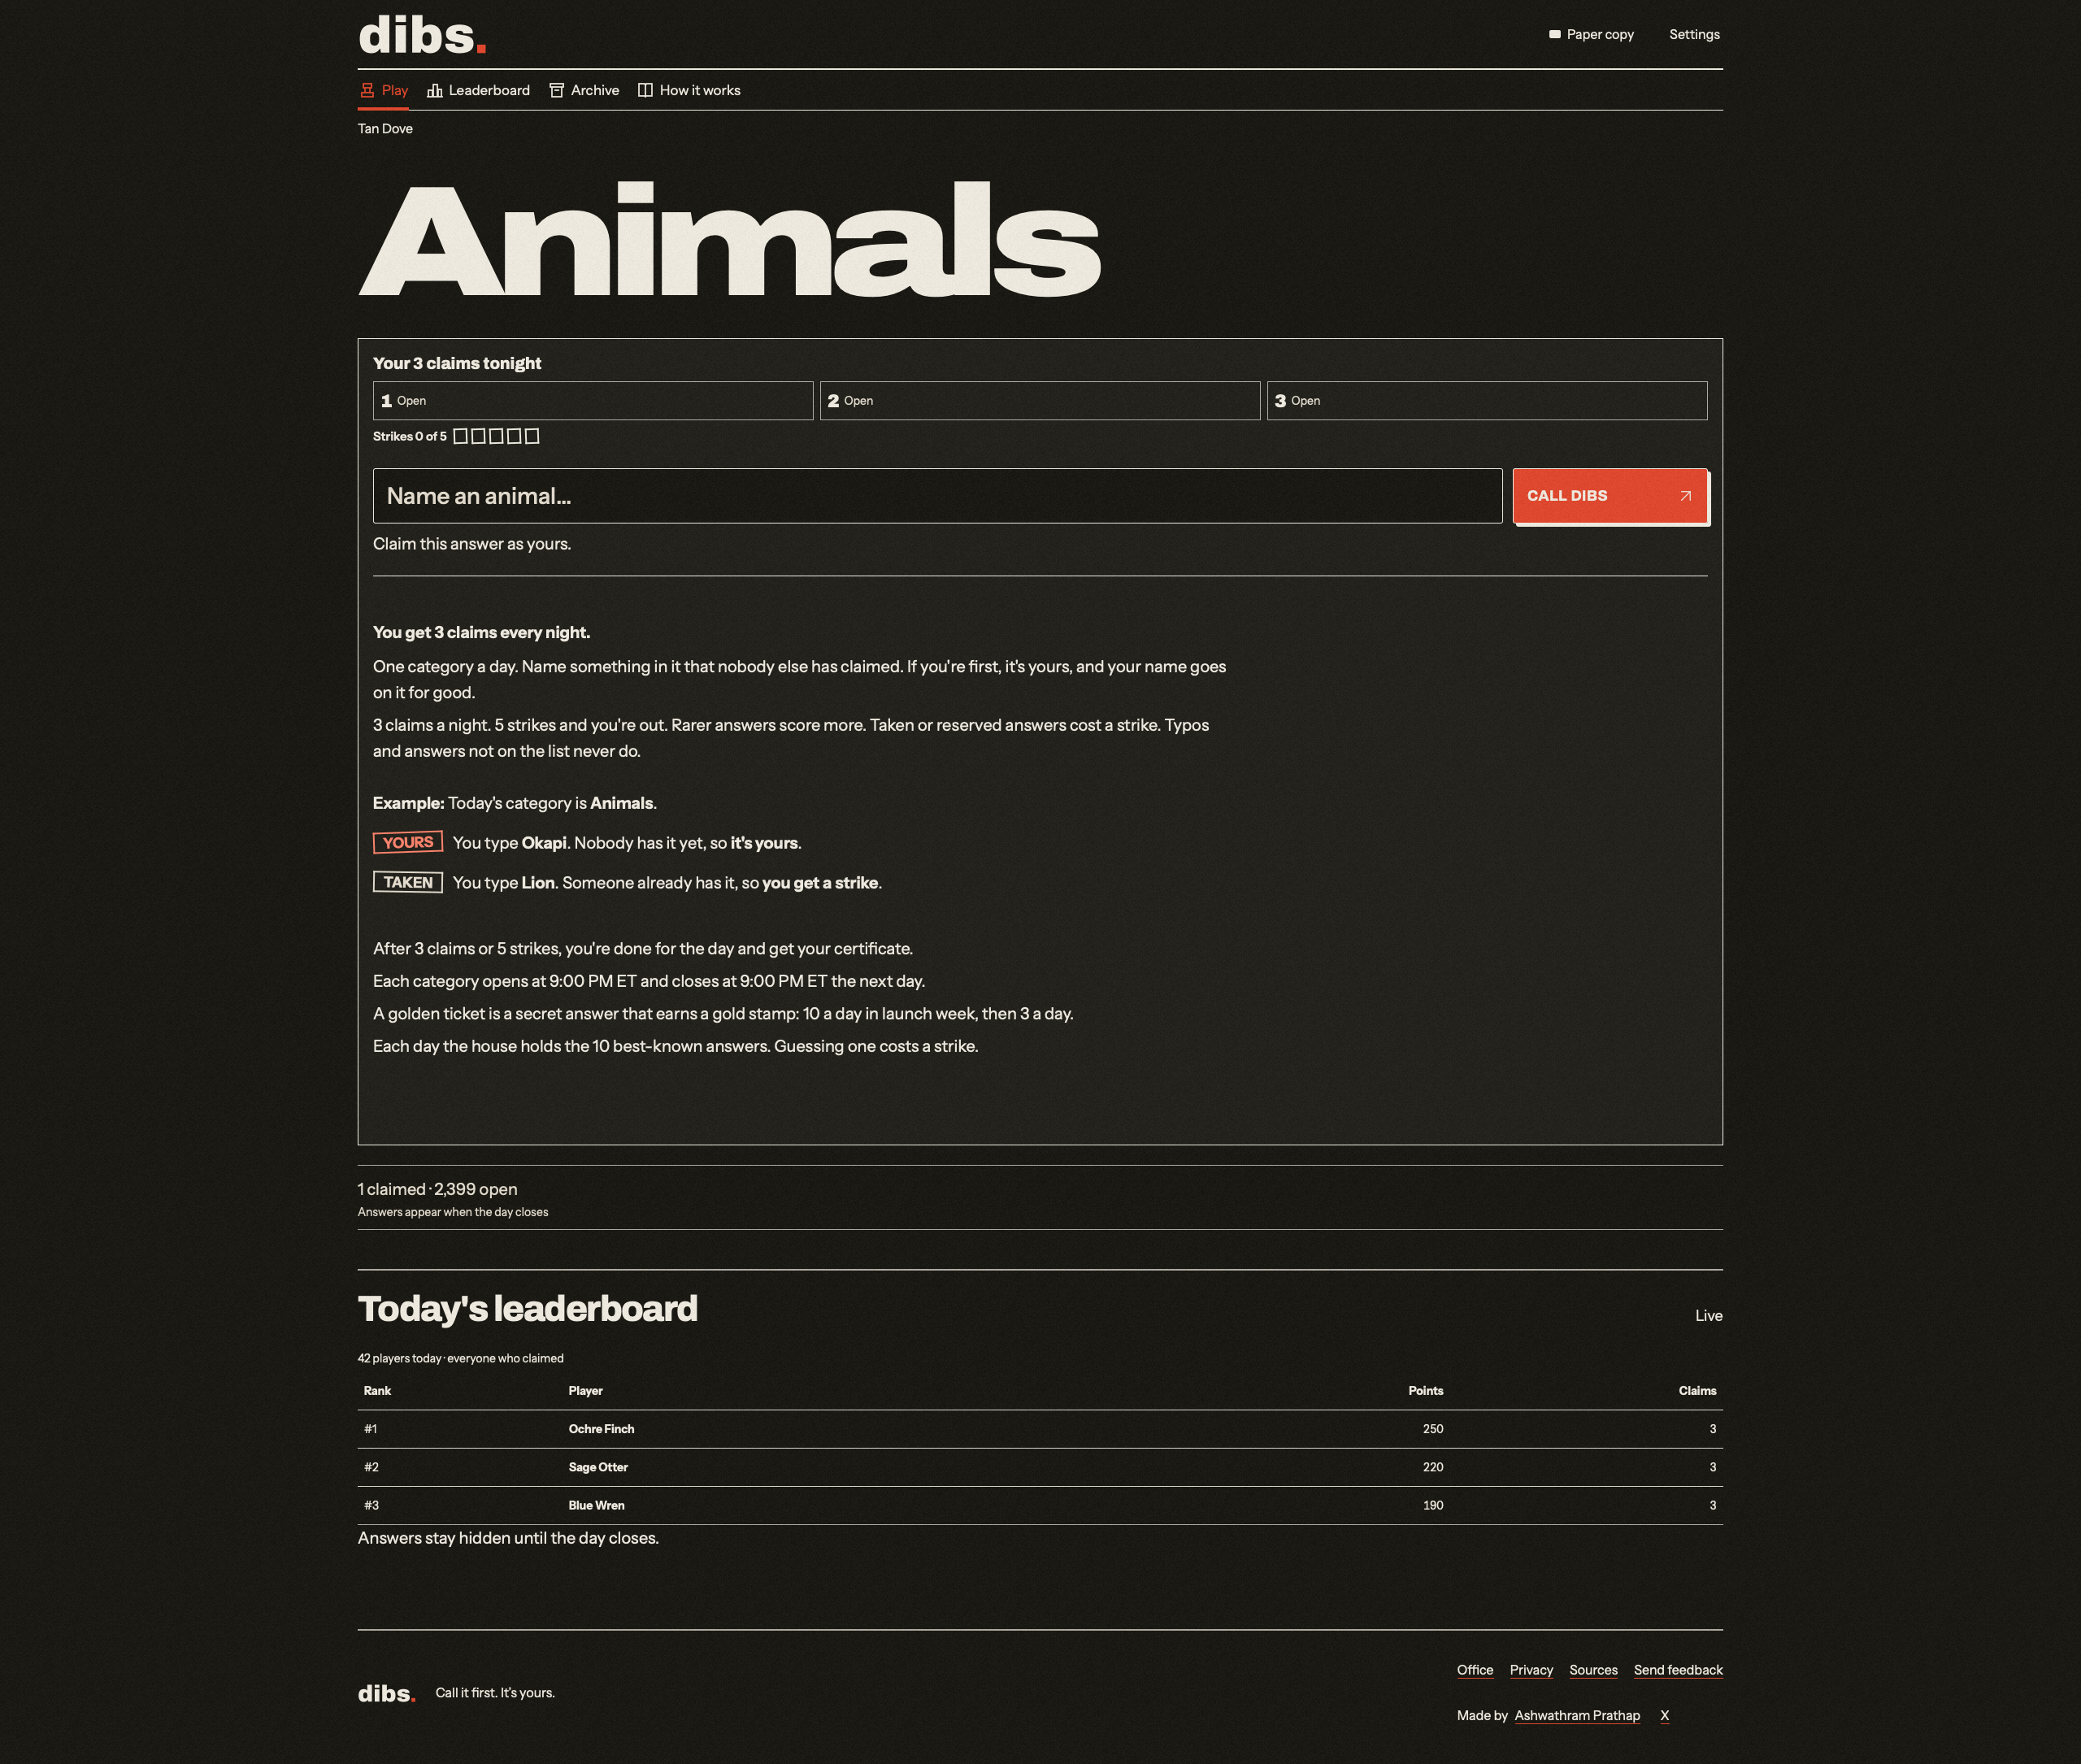 dibs.
Paper copy Settings
Play Leaderboard Archive How it works
Tan Dove
Animals
Your 3 claims tonight
1 Open 2 Open 3 Open
Strikes 0 of 5
Name an animal...
CALL DIBS
Claim this answer as yours.
You get 3 claims every night.
One category a day. Name something in it that nobody else has claimed. If you're first, it's yours, and your name goes
on it for good.
3 claims a night. 5 strikes and you're out. Rarer answers score more. Taken or reserved answers cost a strike. Typos
and answers not on the list never do.
Example: Today's category is Animals.
YOURS You type Okapi. Nobody has it yet, so it's yours.
TAKEN You type Lion. Someone already has it, so you get a strike.
After 3 claims or 5 strikes, you're done for the day and get your certificate.
Each category opens at 9:00 PM ET and closes at 9:00 PM ET the next day.
A golden ticket is a secret answer that earns a gold stamp: 10 a day in launch week, then 3 a day.
Each day the house holds the 10 best-known answers. Guessing one costs a strike.
1 claimed · 2,399 open
Answers appear when the day closes
Today's leaderboard
Live
42 players today · everyone who claimed
Rank Player Points Claims
#1 Ochre Finch 250 3
#2 Sage Otter 220 3
#3 Blue Wren 190 3
Answers stay hidden until the day closes.
Office Privacy Sources Send feedback
dibs. Call it first. It's yours.
Made by Ashwathram Prathap X